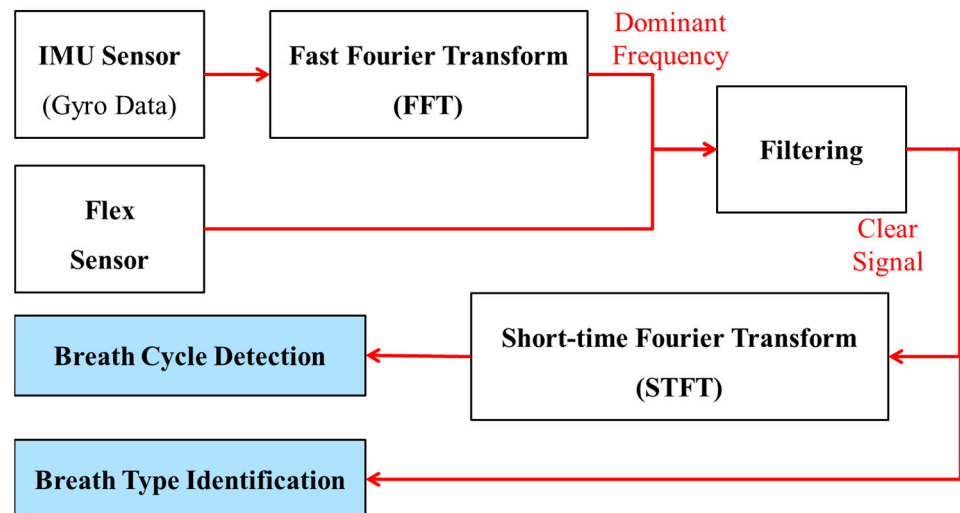 IMU Sensor
(Gyro Data)
Fast Fourier Transform
(FFT)
Dominant
Frequency
Filtering
Flex
Sensor
Clear
Signal
Short-time Fourier Transform
(STFT)
Breath Cycle Detection
Breath Type Identification